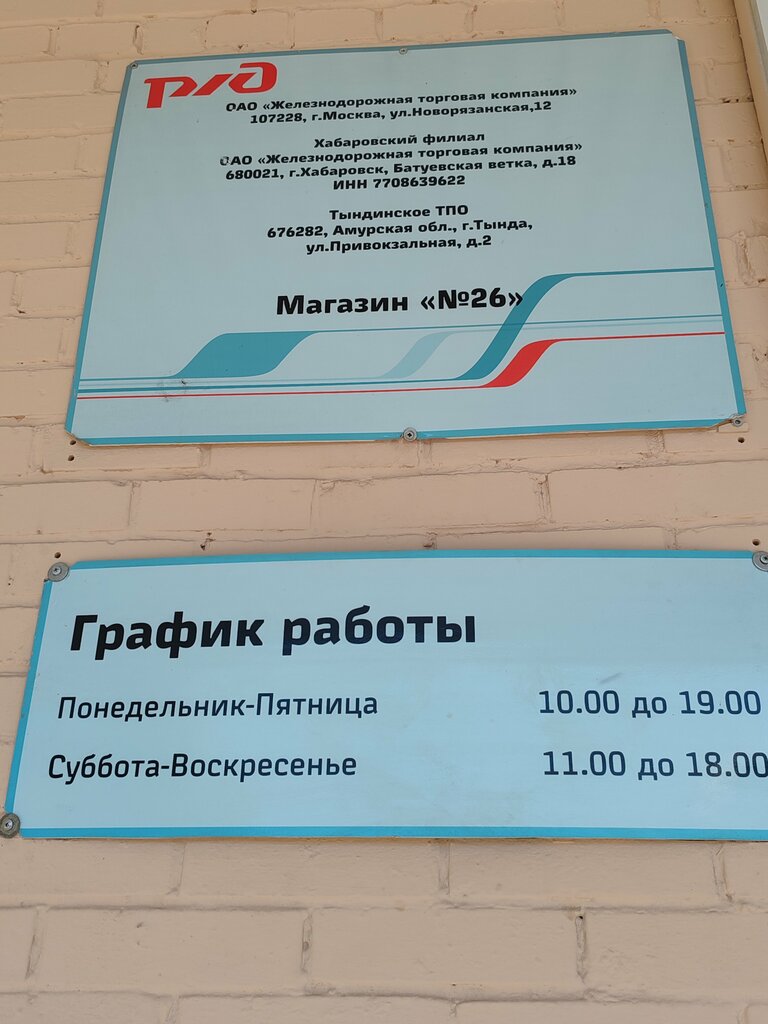 РЖД
ОАО «Железнодорожная торговая компания»
107228, г.Москва, ул.Новорязанская,12
Хабаровский филиал
ОАО «Железнодорожная торговая компания»
680021, г.Хабаровск, Батуевская ветка, д.18
ИНН 7708639622
Тындинское ТПО
676282, Амурская обл., г.Тында,
ул.Привокзальная, д.2
Магазин «№26»
График работы
Понедельник-Пятница 10.00 до 19.00
Суббота-Воскресенье 11.00 до 18.00